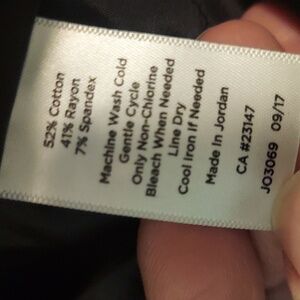 52% Cotton
41% Rayon
7% Spandex
Machine Wash Cold
Gentle Cycle
Only Non-Chlorine
Bleach When Needed
Line Dry
Cool Iron If Needed
Made In Jordan
CA #23147
JO3069 09/17